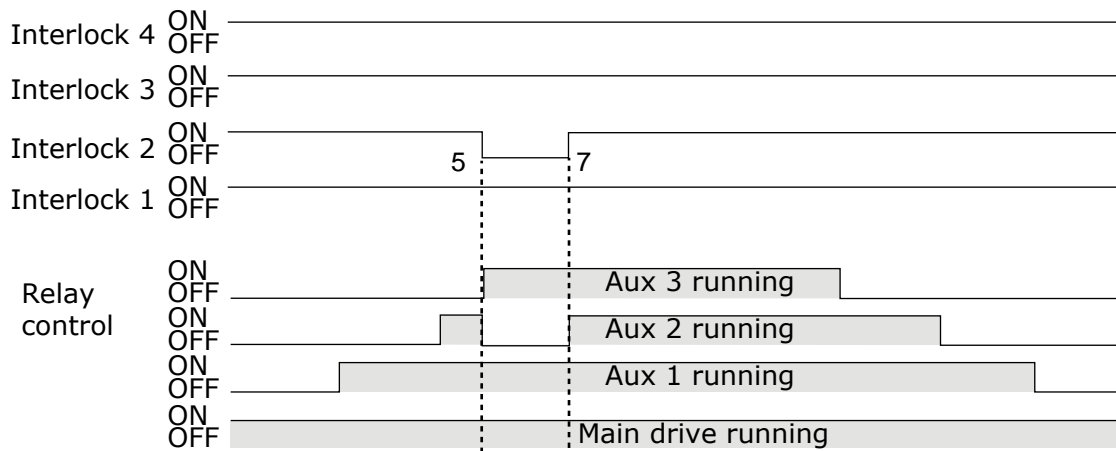 Interlock 4 ON
OFF
Interlock 3 ON
OFF
Interlock 2 ON
OFF
5 7
Interlock 1 ON
OFF
Relay
control
ON
OFF
Aux 3 running
ON
OFF
Aux 2 running
ON
OFF
Aux 1 running
ON
OFF
Main drive running